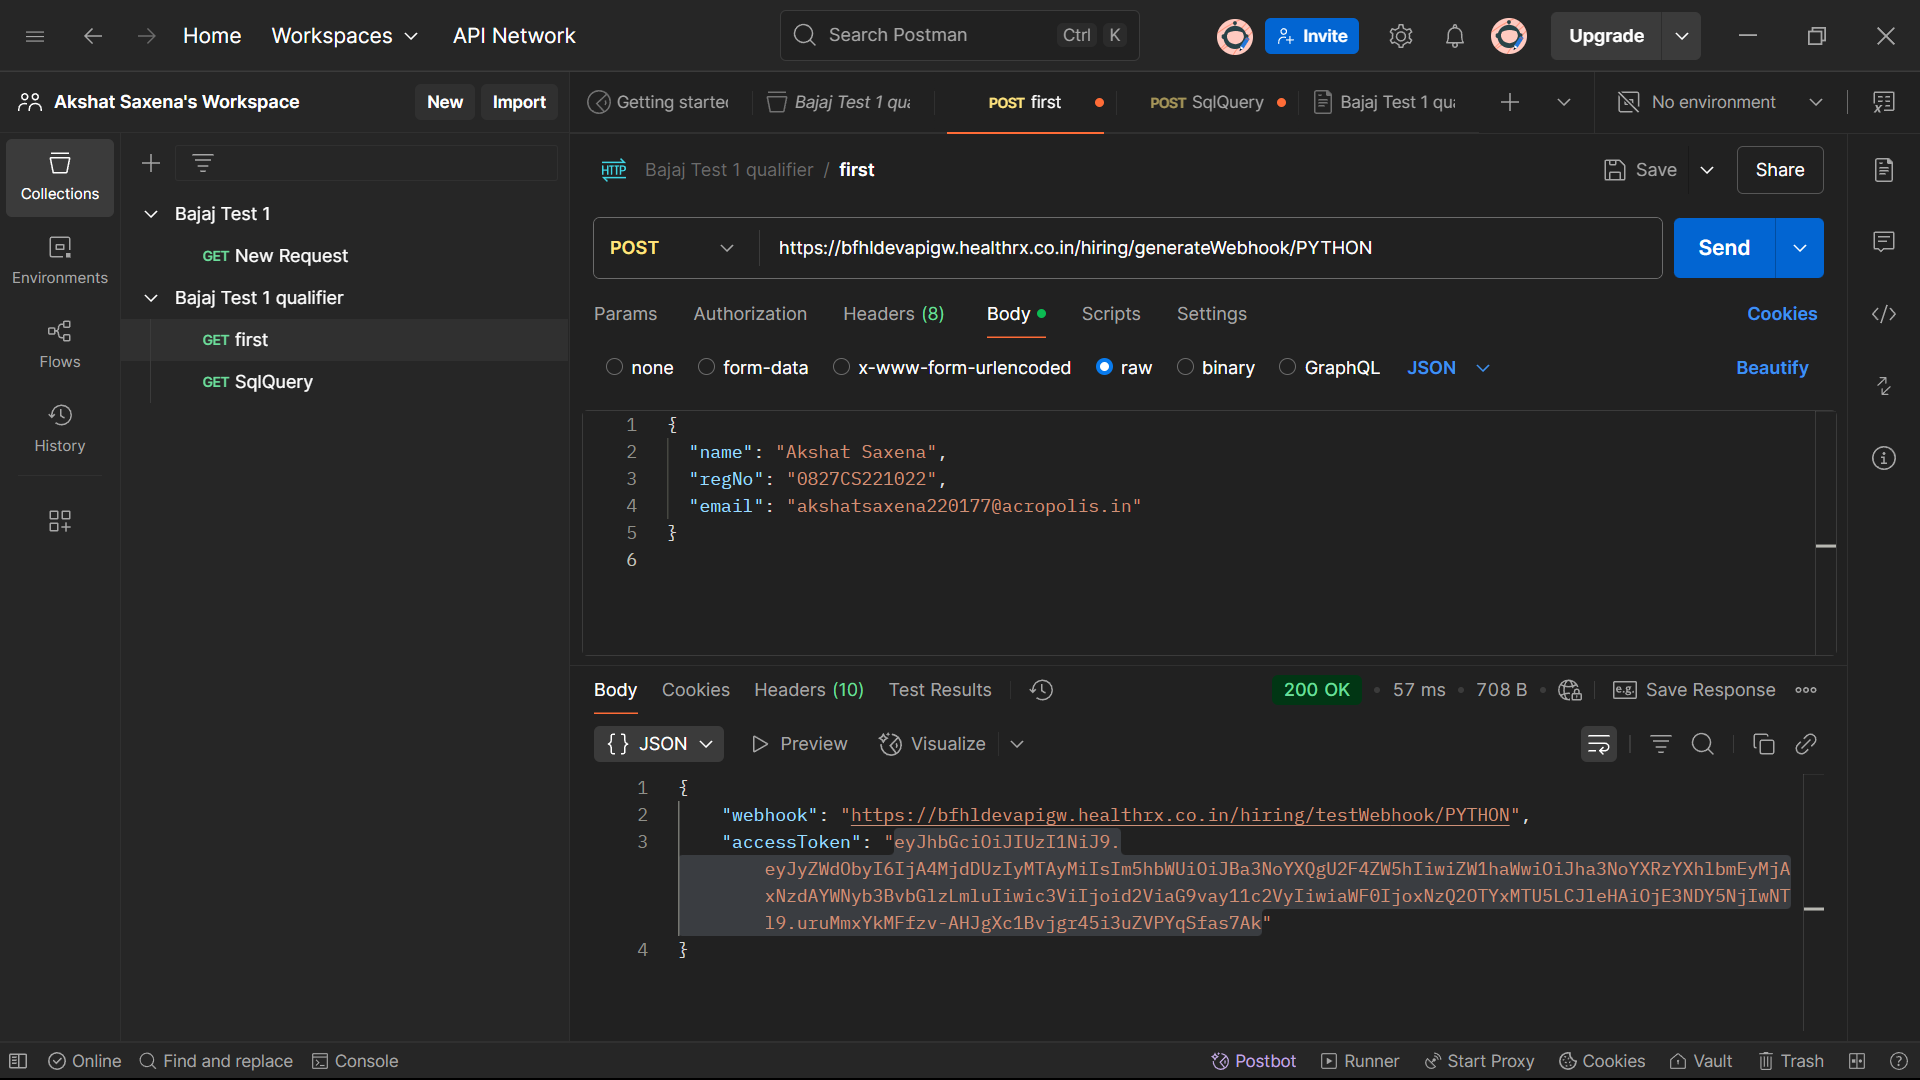 Home Workspaces API Network Search Postman Ctrl K Invite Upgrade
Akshat Saxena's Workspace New Import
Getting starte Bajaj Test 1 qu POST first POST SqlQuery Bajaj Test 1 qu No environment
Collections
Environments
Flows
History
Bajaj Test 1
GET New Request
Bajaj Test 1 qualifier
GET first
GET SqlQuery
HTTP Bajaj Test 1 qualifier / first Save Share
POST https://bfhldevapigw.healthrx.co.in/hiring/generateWebhook/PYTHON Send
Params Authorization Headers (8) Body Scripts Settings Cookies
none form-data x-www-form-urlencoded raw binary GraphQL JSON Beautify
1 {
2 "name": "Akshat Saxena",
3 "regNo": "0827CS221022",
4 "email": "akshatsaxena220177@acropolis.in"
5 }
6
Body Cookies Headers (10) Test Results 200 OK • 57 ms • 708 B • e.g. Save Response
{} JSON Preview Visualize
1 {
2 "webhook": "https://bfhldevapigw.healthrx.co.in/hiring/testWebhook/PYTHON",
3 "accessToken": "eyJhbGciOiJIUzI1NiJ9.
eyJyZWdObyI6IjA4MjdDUzIyMTAyMiIsIm5hbWUiOiJBa3NoYXQgU2F4ZW5hIiwiZW1haWwiOiJha3NoYXRzYXhlbmEyMjA
xNzdAYWNyb3BvbGlzLmluIiwic3ViIjoid2ViaG9vay11c2VyIiwiaWF0IjoxNzQ2OTYxMTU5LCJleHAiOjE3NDY5NjIwNT
l9.uruMmxYkMFfzv-AHJgXc1Bvjgr45i3uZVPYqSfas7Ak"
4 }
Online Find and replace Console Postbot Runner Start Proxy Cookies Vault Trash